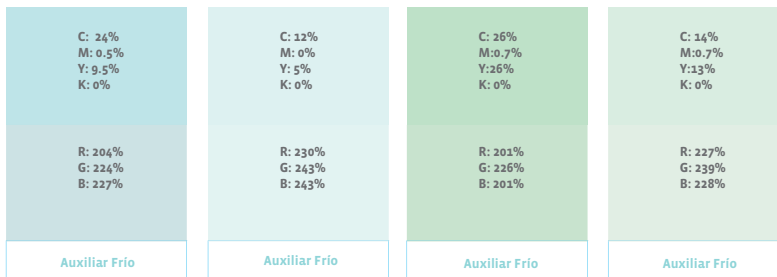 C: 24%
M: 0.5%
Y: 9.5%
K: 0%
R: 204%
G: 224%
B: 227%
Auxiliar Frío
C: 12%
M: 0%
Y: 5%
K: 0%
R: 230%
G: 243%
B: 243%
Auxiliar Frío
C: 26%
M:0.7%
Y:26%
K: 0%
R: 201%
G: 226%
B: 201%
Auxiliar Frío
C: 14%
M:0.7%
Y:13%
K: 0%
R: 227%
G: 239%
B: 228%
Auxiliar Frío